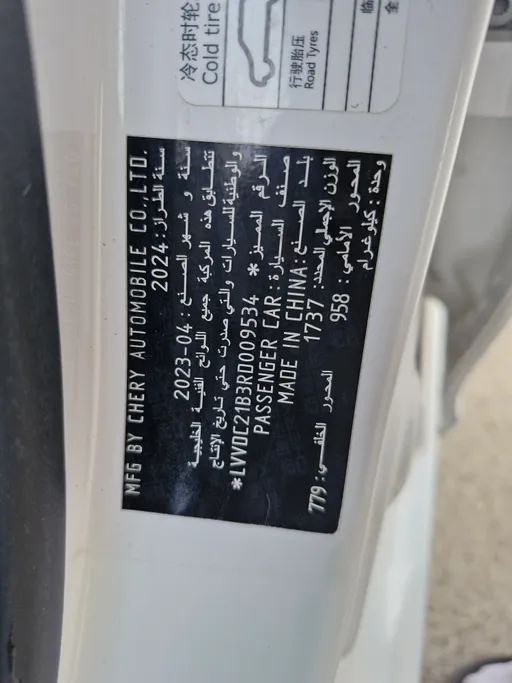 冷态时轮
Cold tire
行驶胎压
Road Tyres
临
全
MFG BY CHERY AUTOMOBILE CO.,LTD.
سنة الطراز: 2024
سنة و شهر الصنع: 2023-04
تتطابق هذه المركبة جميع اللوائح الفنية الخليجية
والوطنية للسيارات والتي صدرت حتى تاريخ الإنتاج
الرقم المميز *LVVDC21B3RD009534*
صنف السيارة: PASSENGER CAR
بلد الصنع: MADE IN CHINA
الوزن الإجمالي المحدد: 1737
المحور الأمامي: 958 المحور الخلفي: 779
وحدة: كيلوغرام